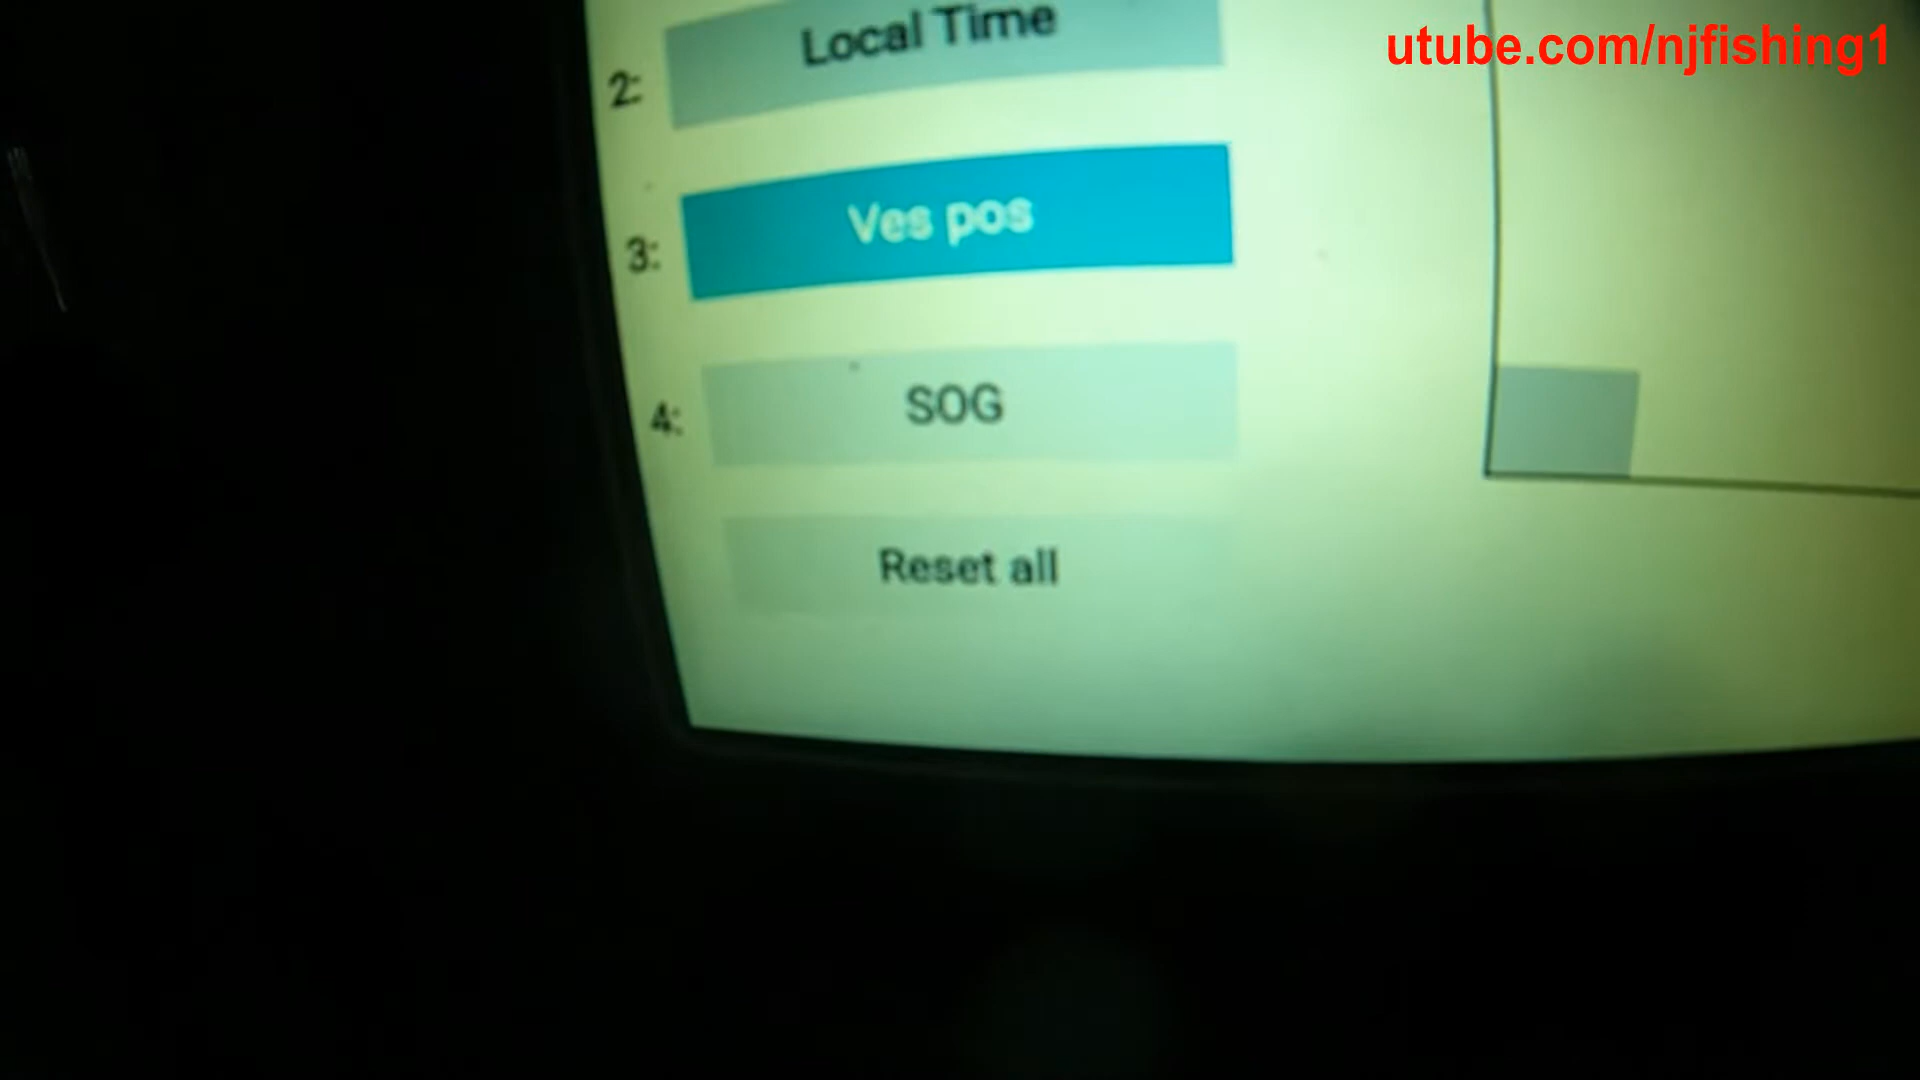 utube.com/njfishing1
2: Local Time
3: Ves pos
4: SOG
Reset all